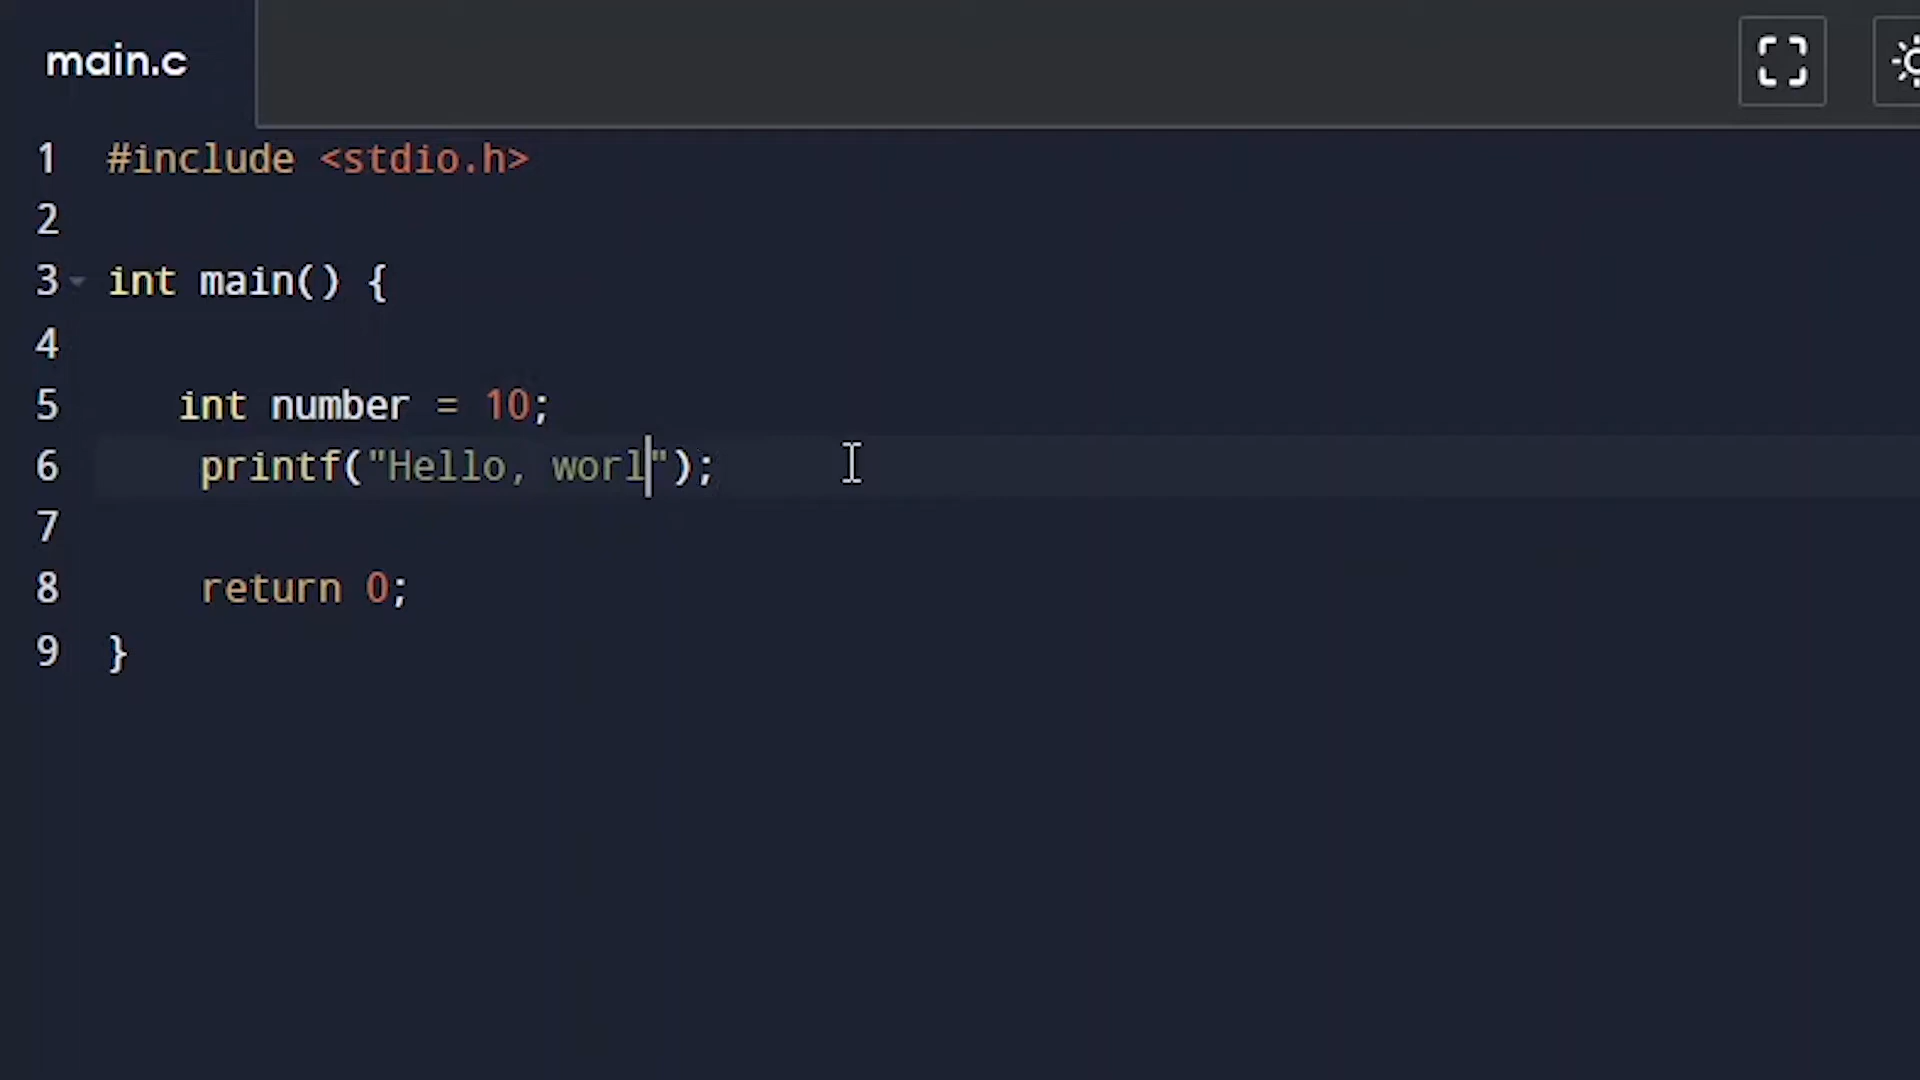 main.c
1 #include <stdio.h>
2
3 int main() {
4
5 int number = 10;
6 printf("Hello, worl");
7
8 return 0;
9 }